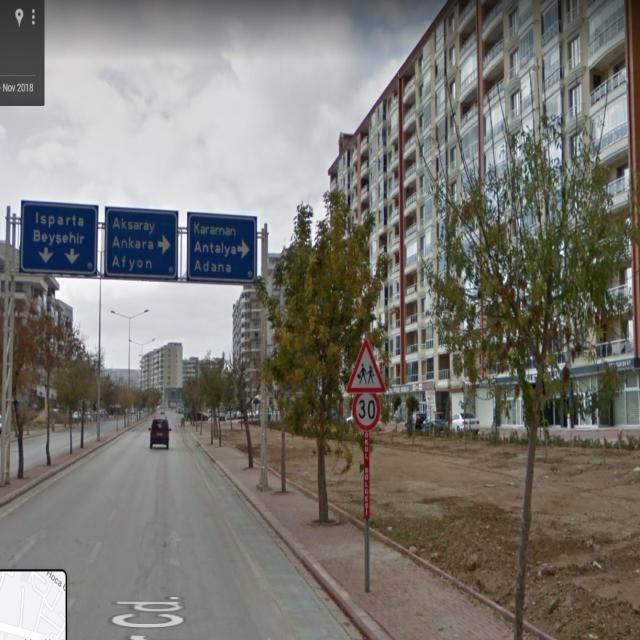 Nov 2018
Isparta
Beyşehir
Aksaray
Ankara
Afyon
Karaman
Antalya
Adana
30
Cd.